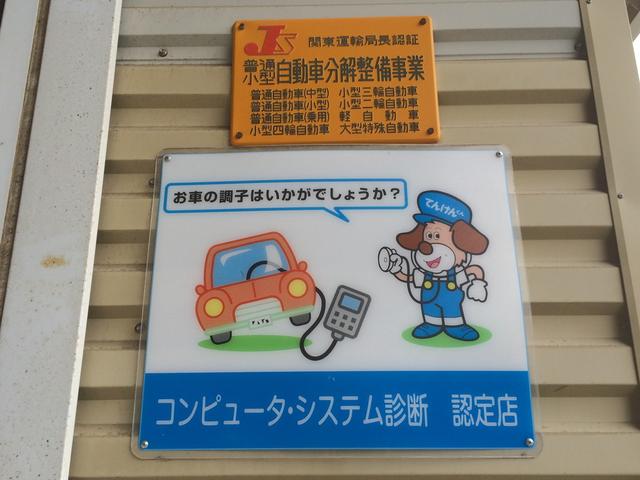 JS 関東運輸局長認証
普通
小型 自動車分解整備事業
普通自動車(中型) 小型三輪自動車
普通自動車(小型) 小型二輪自動車
普通自動車(乗用) 軽自動車
小型四輪自動車 大型特殊自動車
お車の調子はいかがでしょうか?
てんけんくん
コンピュータ・システム診断 認定店